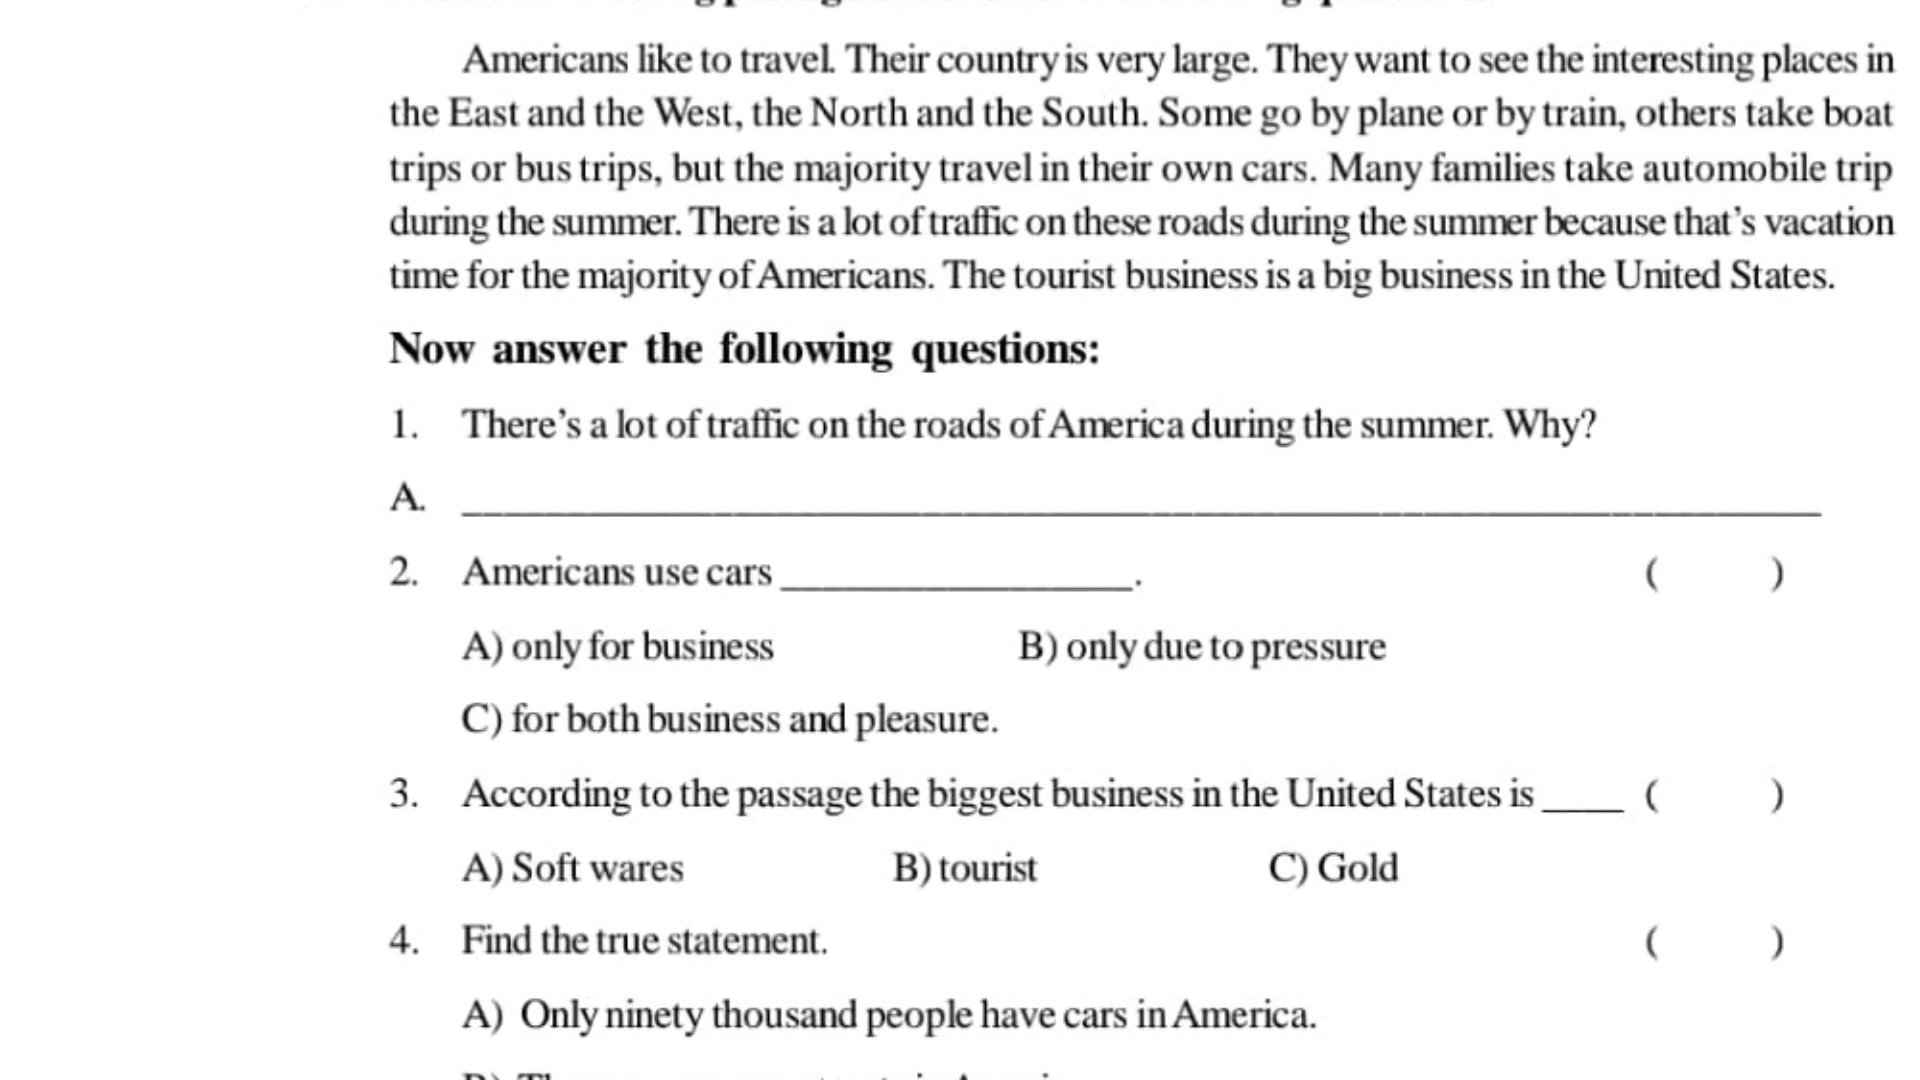 Americans like to travel. Their country is very large. They want to see the interesting places in
the East and the West, the North and the South. Some go by plane or by train, others take boat
trips or bus trips, but the majority travel in their own cars. Many families take automobile trip
during the summer. There is a lot of traffic on these roads during the summer because that's vacation
time for the majority of Americans. The tourist business is a big business in the United States.
Now answer the following questions:
1. There's a lot of traffic on the roads of America during the summer. Why?
A. ____________________
2. Americans use cars ____________________. ( )
A) only for business B) only due to pressure
C) for both business and pleasure.
3. According to the passage the biggest business in the United States is ____ ( )
A) Soft wares B) tourist C) Gold
4. Find the true statement. ( )
A) Only ninety thousand people have cars in America.